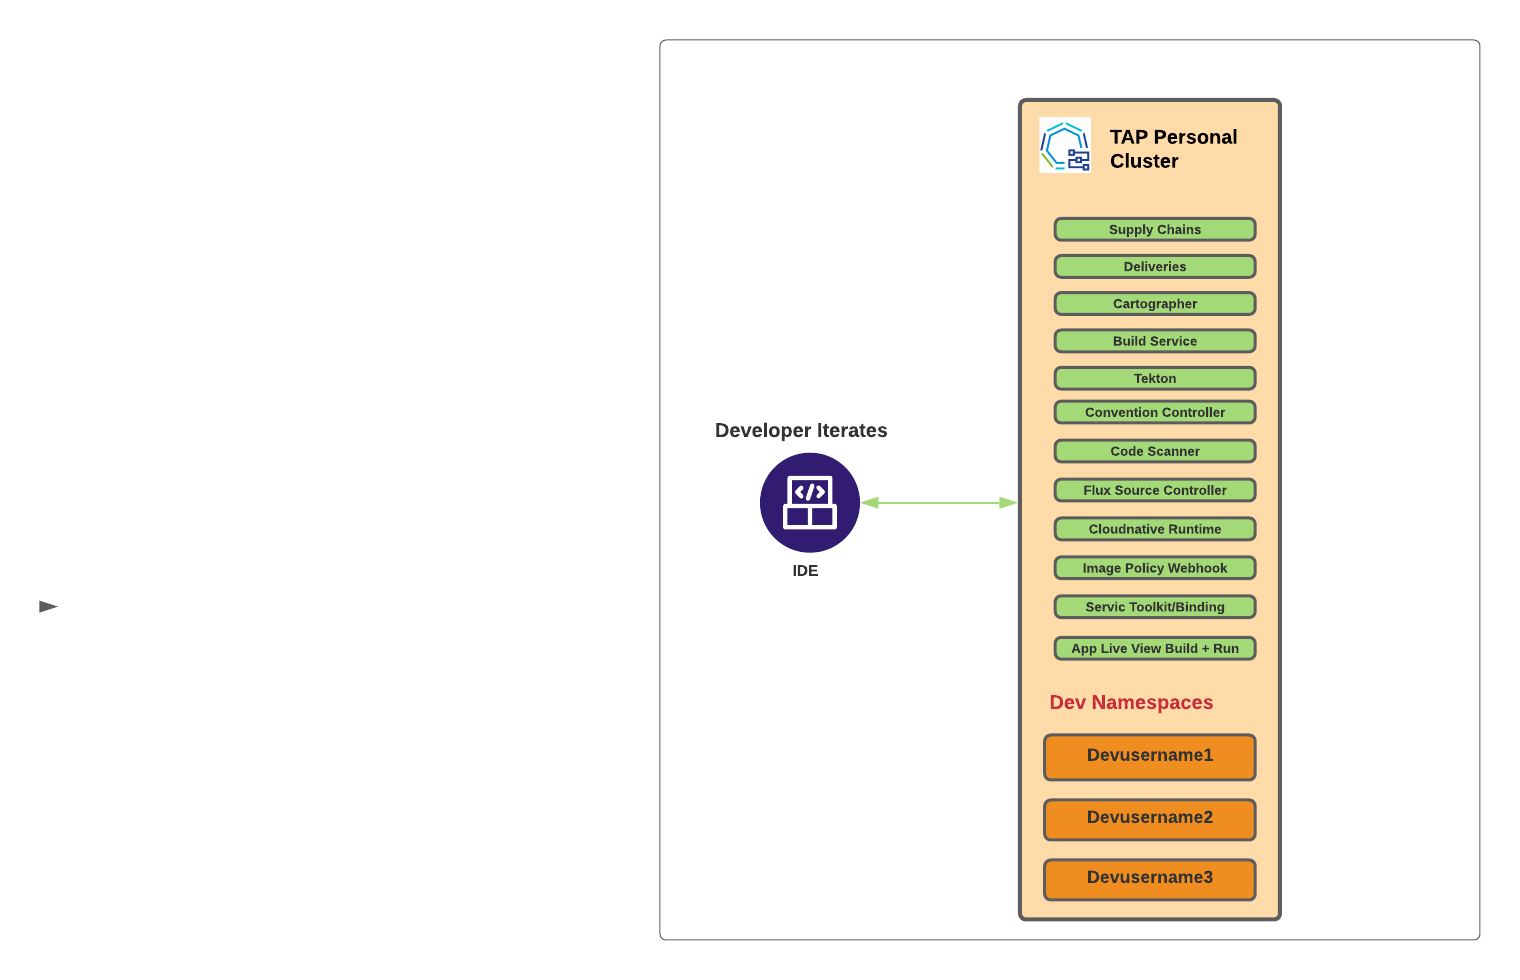 TAP Personal
Cluster
Supply Chains
Deliveries
Cartographer
Build Service
Tekton
Convention Controller
Code Scanner
Flux Source Controller
Cloudnative Runtime
Image Policy Webhook
Servic Toolkit/Binding
App Live View Build + Run
Dev Namespaces
Devusername1
Devusername2
Devusername3
Developer Iterates
</>
IDE